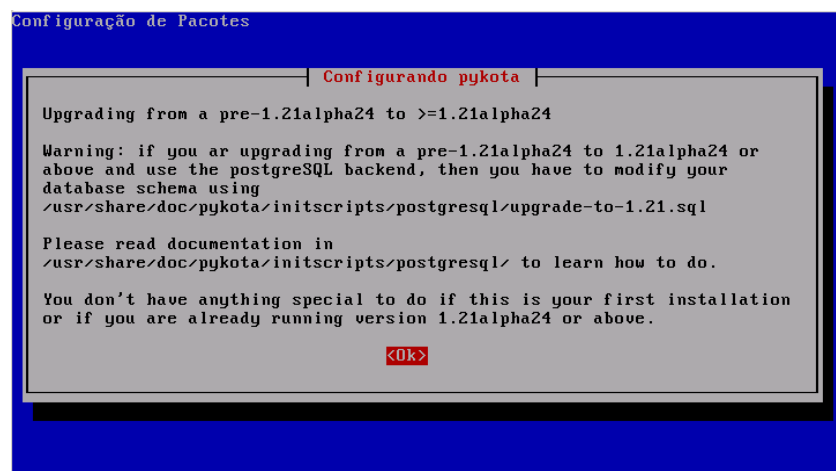 Configuração de Pacotes
Configurando pykota
Upgrading from a pre-1.21alpha24 to >=1.21alpha24
Warning: if you ar upgrading from a pre-1.21alpha24 to 1.21alpha24 or
above and use the postgreSQL backend, then you have to modify your
database schema using
/usr/share/doc/pykota/initscripts/postgresql/upgrade-to-1.21.sql
Please read documentation in
/usr/share/doc/pykota/initscripts/postgresql/ to learn how to do.
You don't have anything special to do if this is your first installation
or if you are already running version 1.21alpha24 or above.
<Ok>